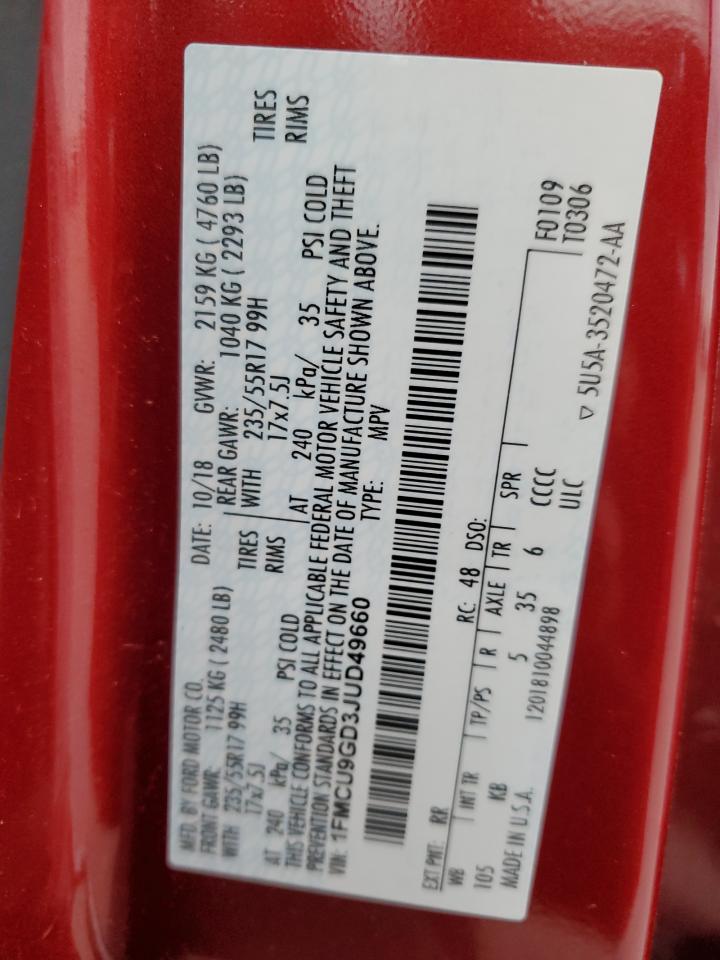 MFD. BY FORD MOTOR CO.
DATE: 10/18 GVWR: 2159 KG ( 4760 LB)
FRONT GAWR: 1125 KG ( 2480 LB) REAR GAWR: 1040 KG ( 2293 LB)
WITH 235/55R17 99H TIRES WITH 235/55R17 99H TIRES
17x7.5J RIMS 17x7.5J RIMS
AT 240 kPa/ 35 PSI COLD AT 240 kPa/ 35 PSI COLD
THIS VEHICLE CONFORMS TO ALL APPLICABLE FEDERAL MOTOR VEHICLE SAFETY AND THEFT
PREVENTION STANDARDS IN EFFECT ON THE DATE OF MANUFACTURE SHOWN ABOVE.
VIN: 1FMCU9GD3JUD49660 TYPE: MPV
EXT PNT: RR RC: 48 DSO:
WB INT TR TP/PS R AXLE TR SPR F0109
105 KB 5 35 6 CCCC T0306
MADE IN U.S.A. 1201810044898 ULC
▽ 5U5A-3520472-AA